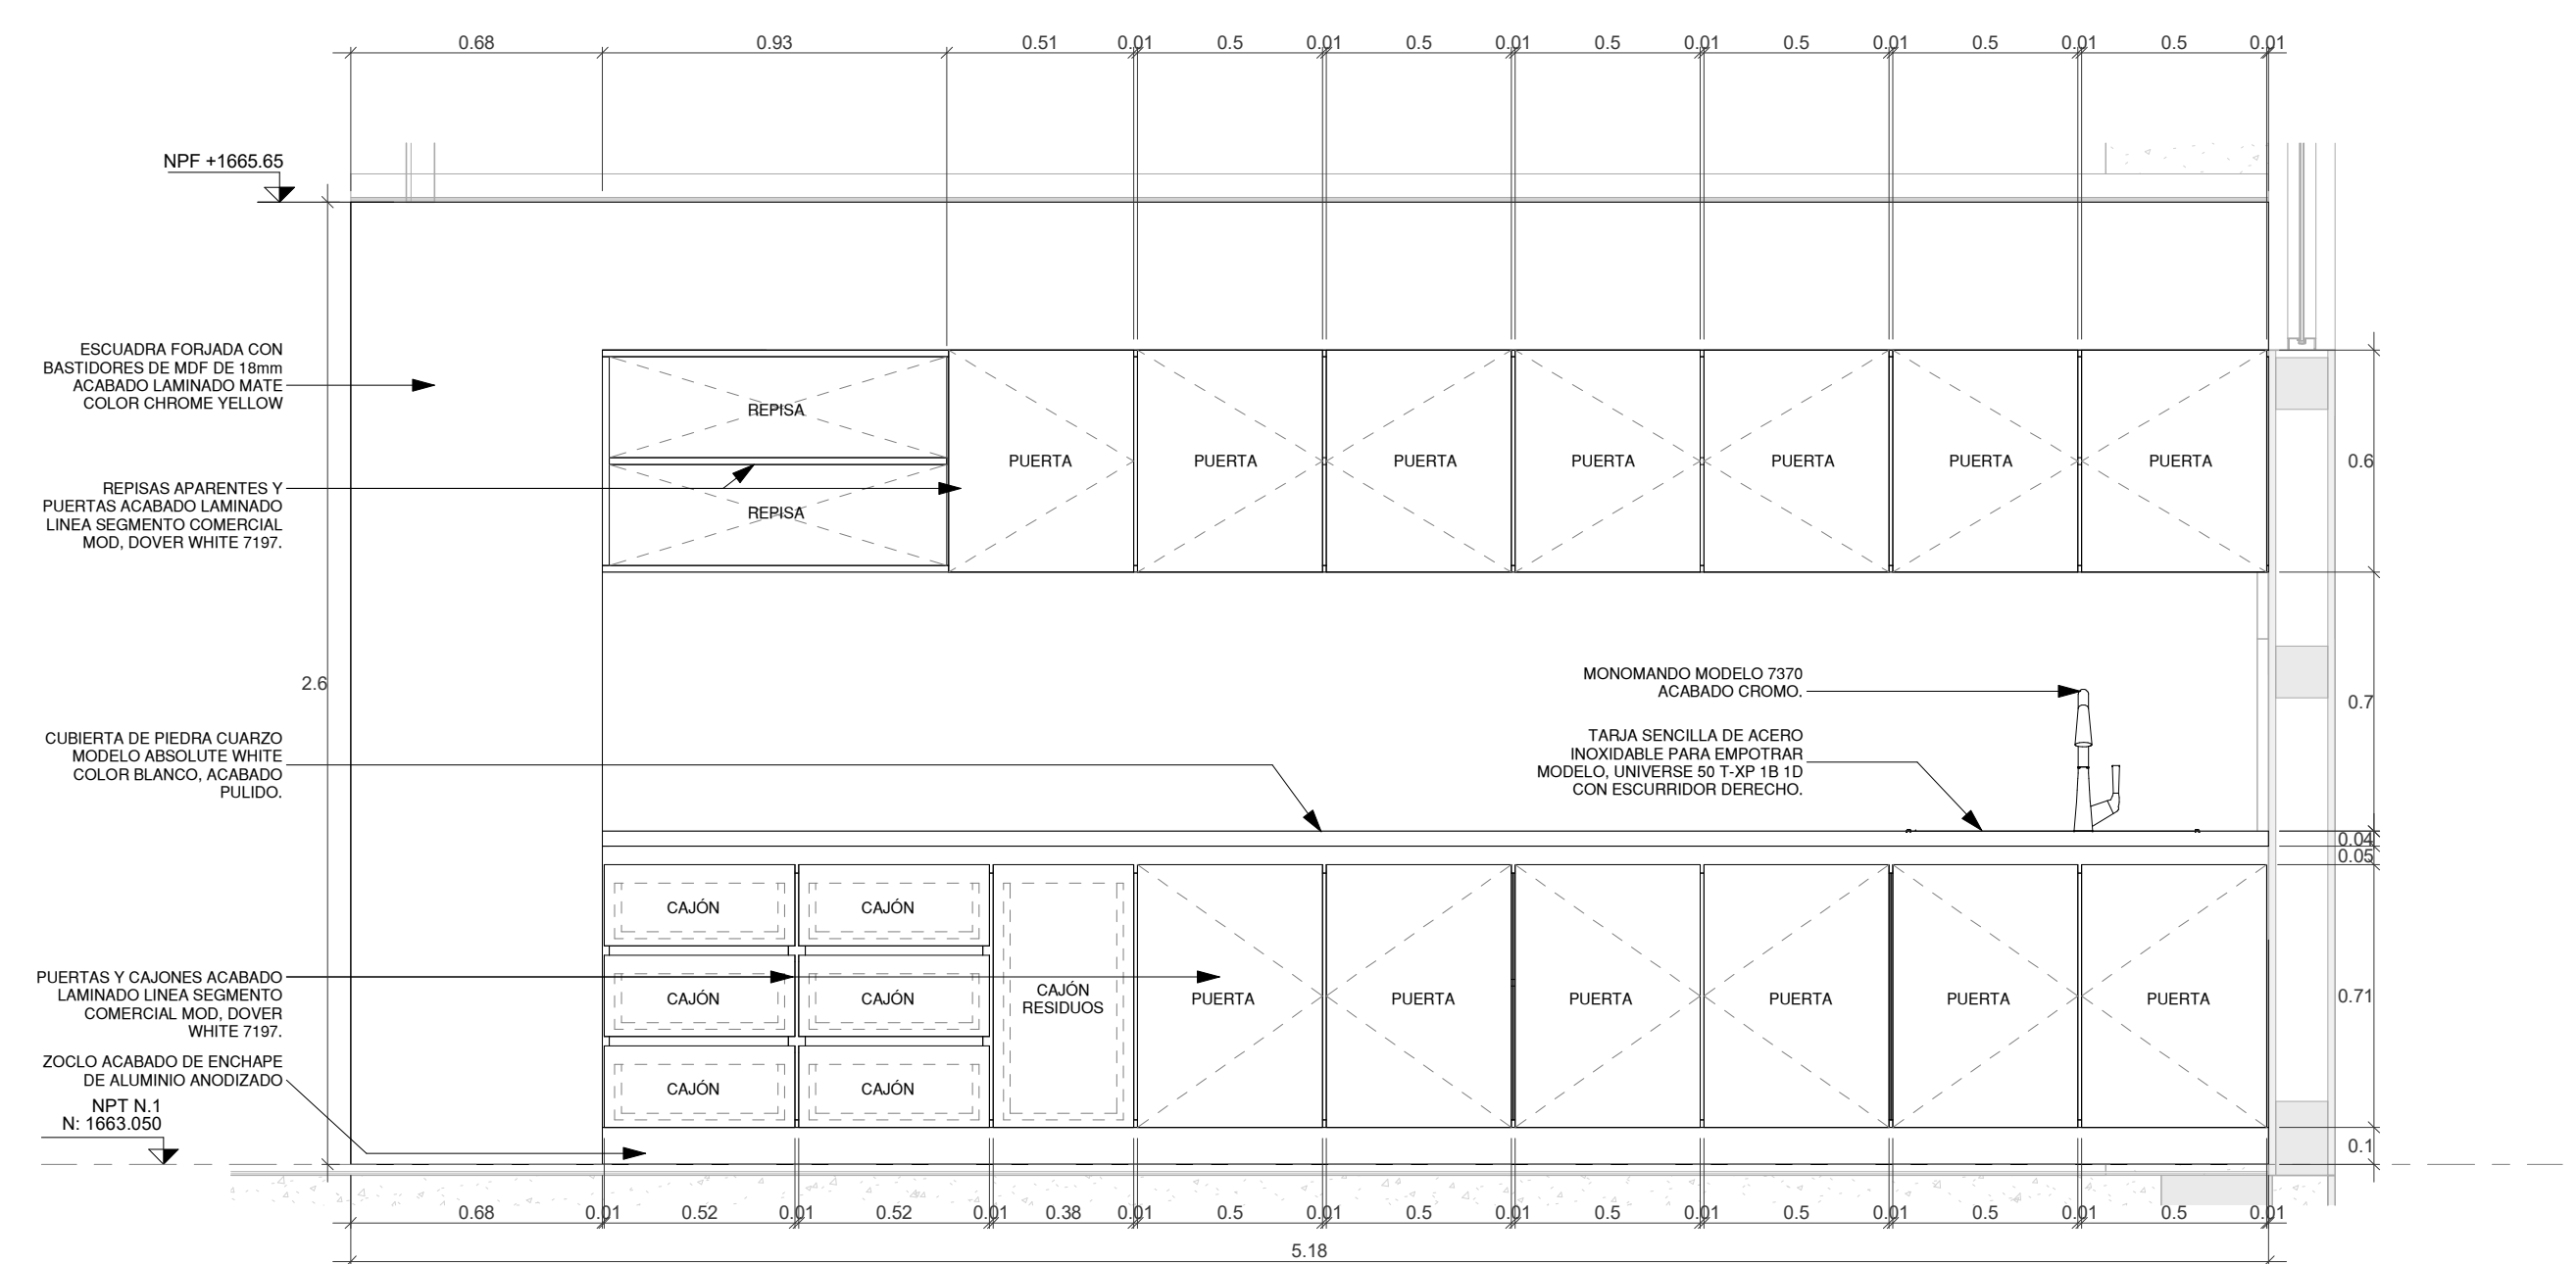 0.68 0.93 0.51 0.01 0.5 0.01 0.5 0.01 0.5 0.01 0.5 0.01 0.5 0.01 0.5 0.01
NPF +1665.65
ESCUADRA FORJADA CON
BASTIDORES DE MDF DE 18mm
ACABADO LAMINADO MATE
COLOR CHROME YELLOW
REPISAS APARENTES Y
PUERTAS ACABADO LAMINADO
LINEA SEGMENTO COMERCIAL
MOD, DOVER WHITE 7197.
REPISA
REPISA
PUERTA PUERTA PUERTA PUERTA PUERTA PUERTA PUERTA
0.6
2.6
0.7
MONOMANDO MODELO 7370
ACABADO CROMO.
TARJA SENCILLA DE ACERO
INOXIDABLE PARA EMPOTRAR
MODELO, UNIVERSE 50 T-XP 1B 1D
CON ESCURRIDOR DERECHO.
CUBIERTA DE PIEDRA CUARZO
MODELO ABSOLUTE WHITE
COLOR BLANCO, ACABADO
PULIDO.
0.04
0.05
CAJÓN CAJÓN
CAJÓN CAJÓN
CAJÓN CAJÓN
CAJÓN
RESIDUOS
PUERTA PUERTA PUERTA PUERTA PUERTA PUERTA
0.71
PUERTAS Y CAJONES ACABADO
LAMINADO LINEA SEGMENTO
COMERCIAL MOD, DOVER
WHITE 7197.
ZOCLO ACABADO DE ENCHAPE
DE ALUMINIO ANODIZADO
NPT N.1
N: 1663.050
0.1
0.68 0.01 0.52 0.01 0.52 0.01 0.38 0.01 0.5 0.01 0.5 0.01 0.5 0.01 0.5 0.01 0.5 0.01 0.5 0.01
5.18